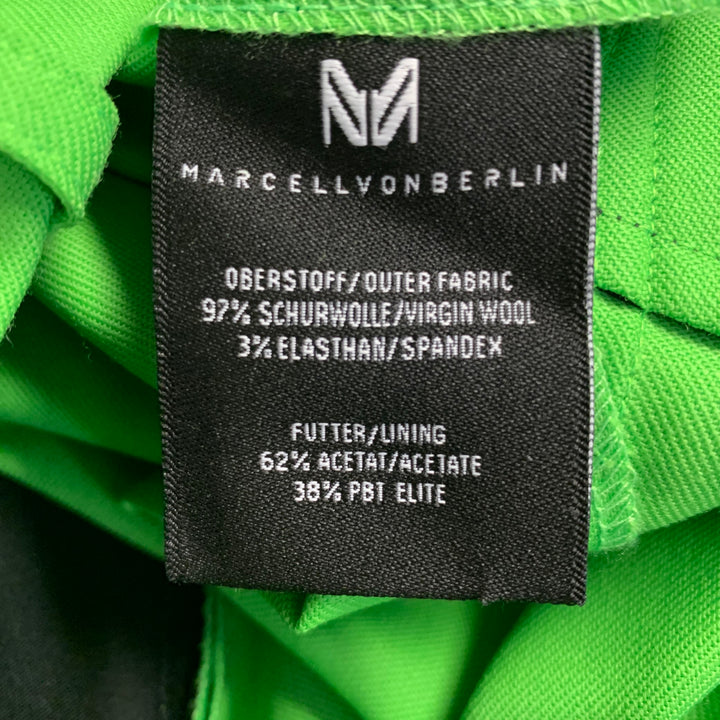 MARCELLVONBERLIN
OBERSTOFF/OUTER FABRIC
97% SCHURWOLLE/VIRGIN WOOL
3% ELASTHAN/SPANDEX
FUTTER/LINING
62% ACETAT/ACETATE
38% PBT ELITE